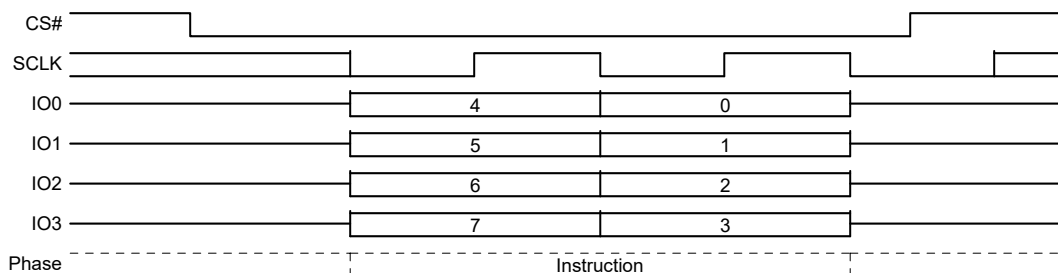 CS#
SCLK
IO0 4 0
IO1 5 1
IO2 6 2
IO3 7 3
Phase Instruction